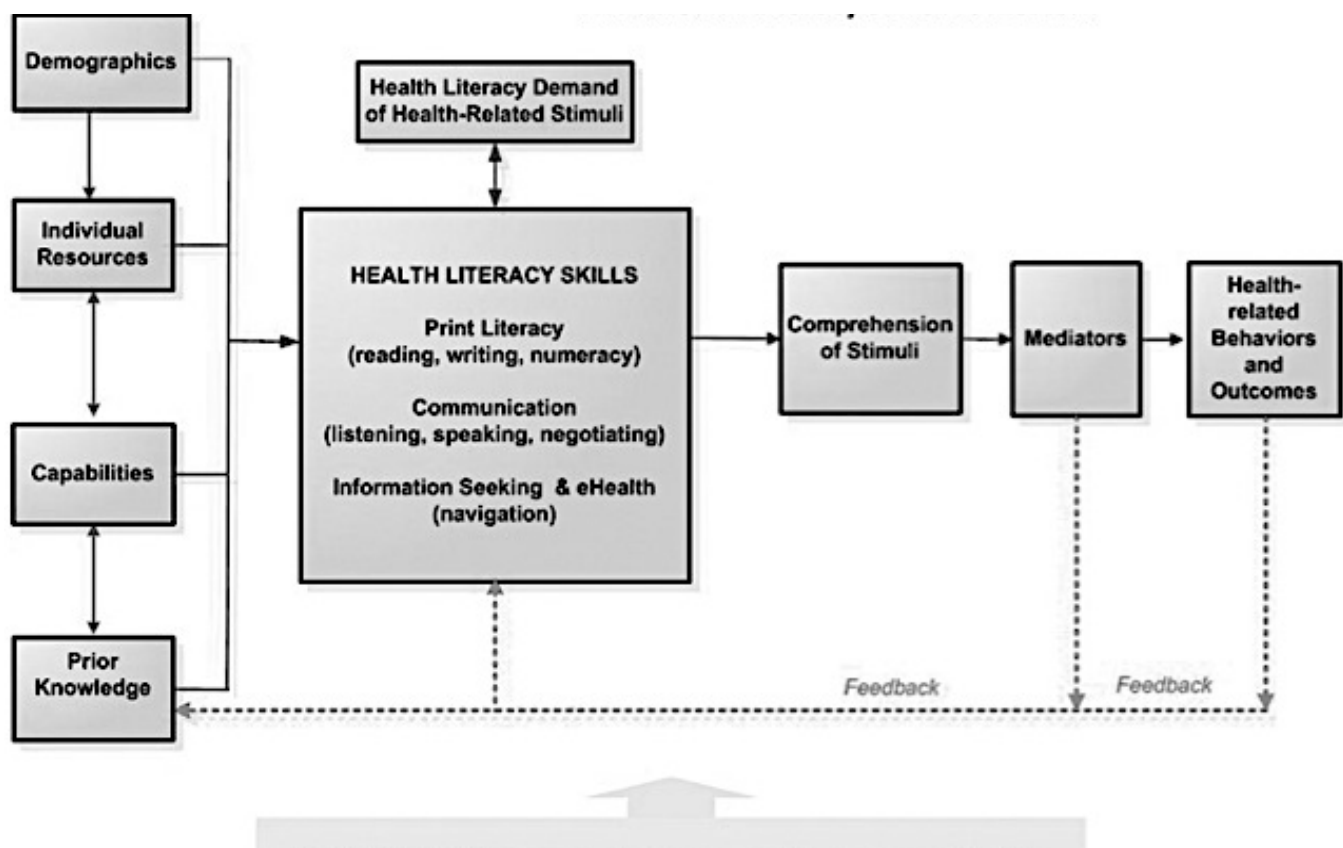 Demographics
Health Literacy Demand
of Health-Related Stimuli
Individual
Resources
HEALTH LITERACY SKILLS
Print Literacy
(reading, writing, numeracy)
Communication
(listening, speaking, negotiating)
Information Seeking & eHealth
(navigation)
Comprehension
of Stimuli
Mediators
Health-
related
Behaviors
and
Outcomes
Capabilities
Prior
Knowledge
Feedback
Feedback